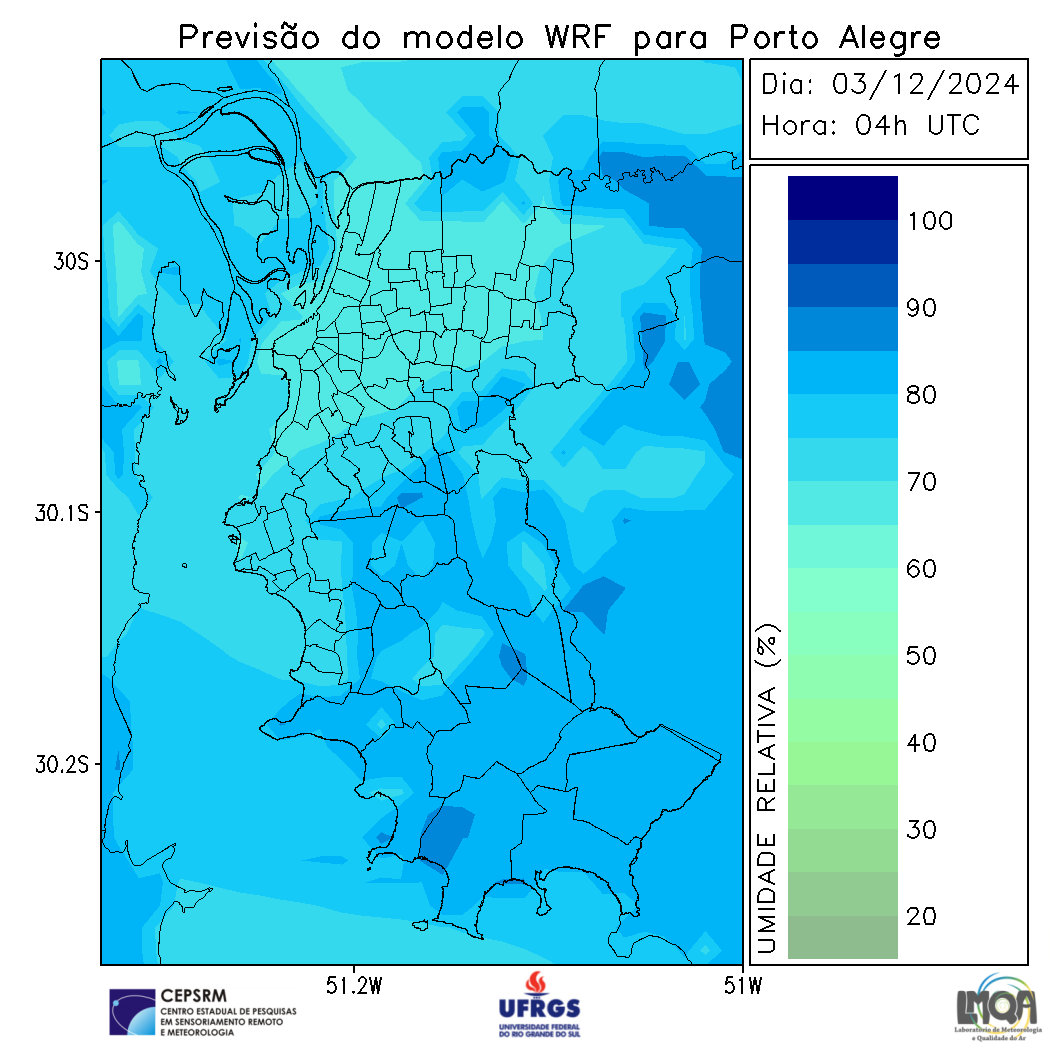 Previsão do modelo WRF para Porto Alegre
Dia: 03/12/2024
Hora: 04h UTC
100
90
80
70
60
50
40
30
20
UMIDADE RELATIVA (%)
30S
30.1S
30.2S
51.2W
51W
CEPSRM
CENTRO ESTADUAL DE PESQUISAS
EM SENSORIAMENTO REMOTO
E METEOROLOGIA
UFRGS
UNIVERSIDADE FEDERAL
DO RIO GRANDE DO SUL
LMQA
Laboratório de Meteorologia
e Qualidade do Ar